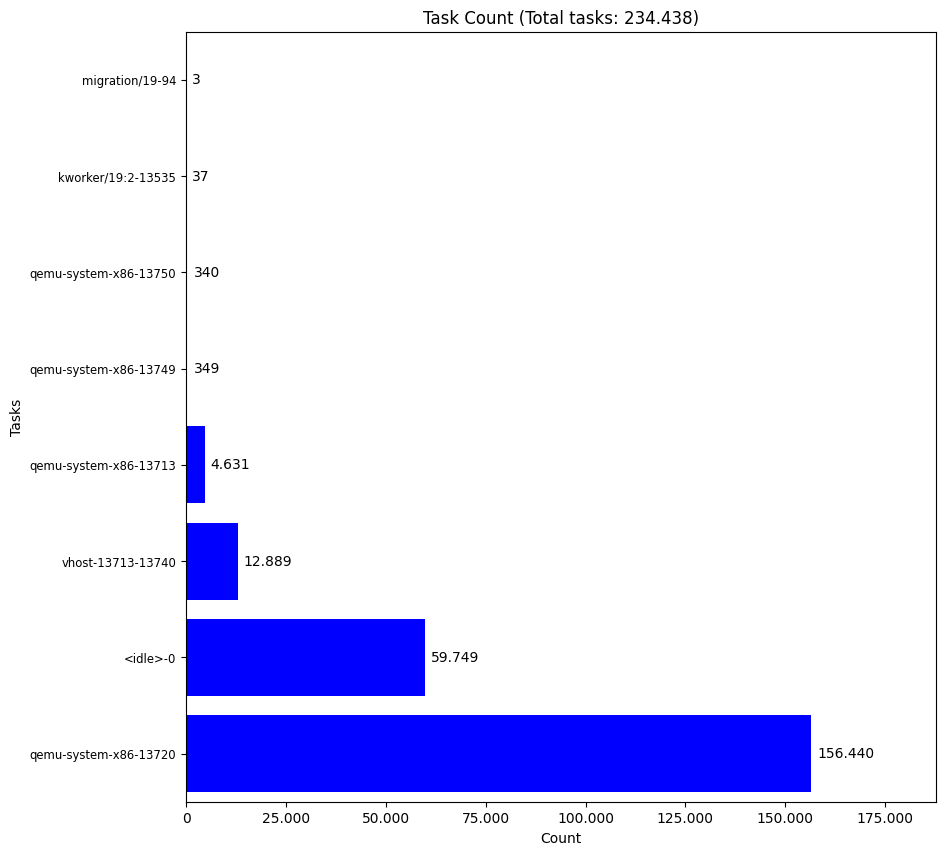 Task Count (Total tasks: 234.438)
migration/19-94 3
kworker/19:2-13535 37
qemu-system-x86-13750 340
qemu-system-x86-13749 349
Tasks
qemu-system-x86-13713 4.631
vhost-13713-13740 12.889
<idle>-0 59.749
qemu-system-x86-13720 156.440
0 25.000 50.000 75.000 100.000 125.000 150.000 175.000
Count